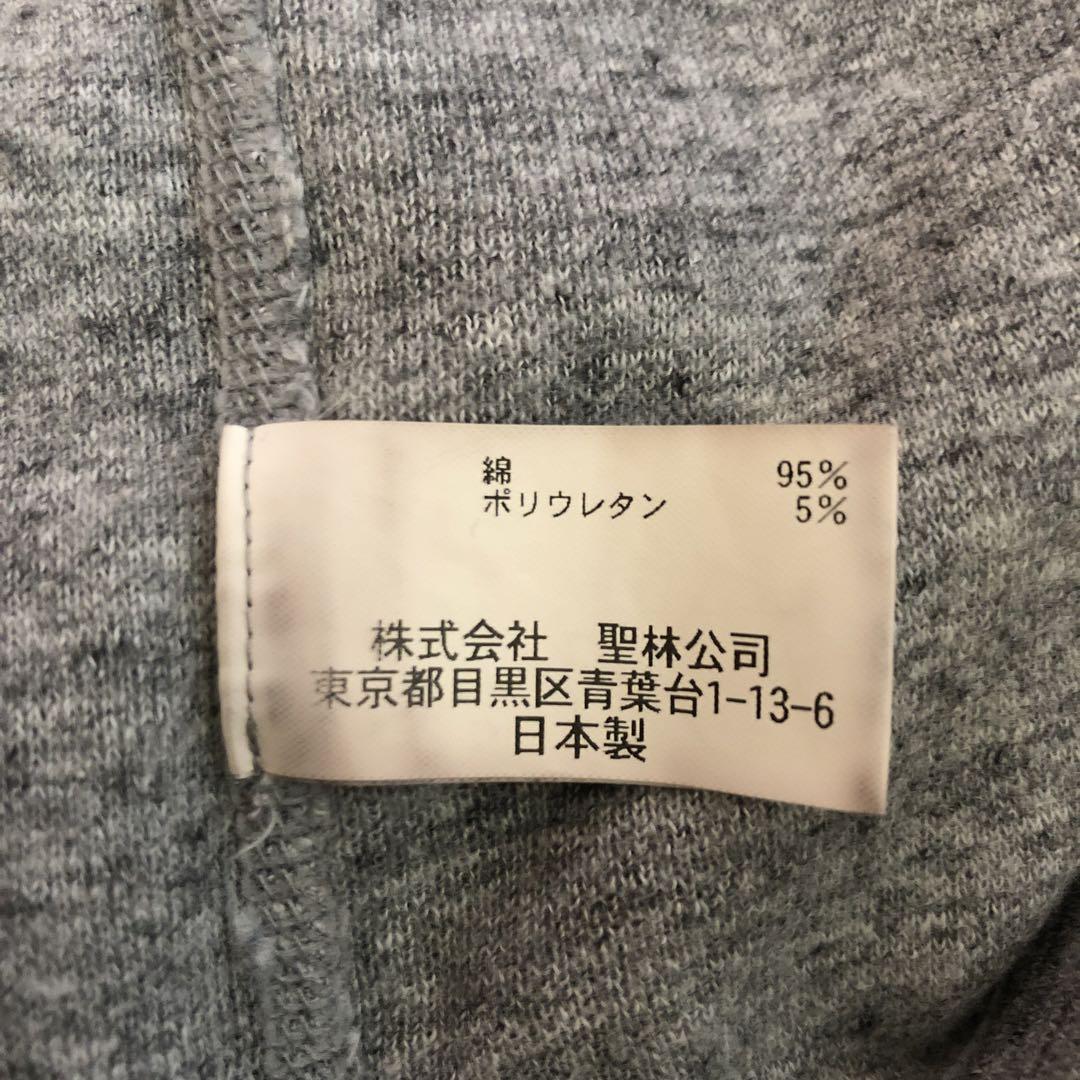 綿 95%
ポリウレタン 5%
株式会社 聖林公司
東京都目黒区青葉台1-13-6
日本製